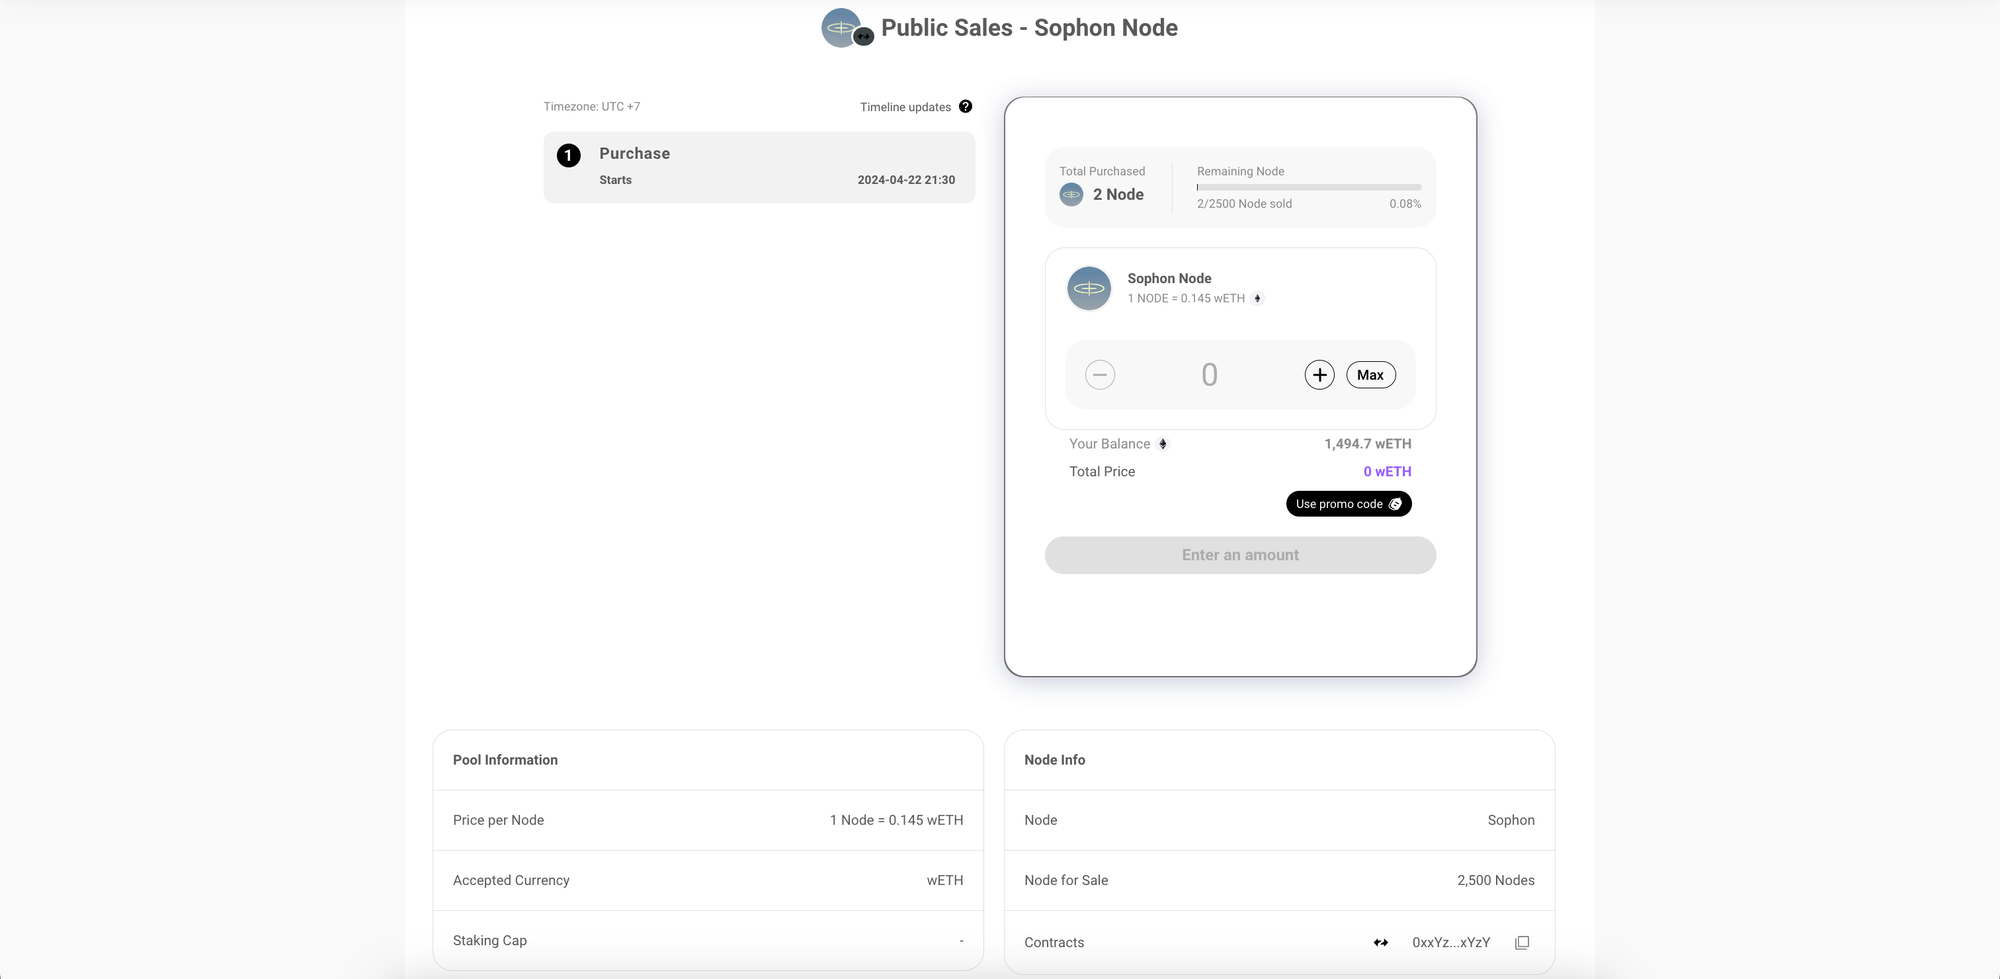 Public Sales - Sophon Node
Timezone: UTC +7
Timeline updates ?
1 Purchase
Starts 2024-04-22 21:30
Total Purchased
2 Node
Remaining Node
2/2500 Node sold 0.08%
Sophon Node
1 NODE = 0.145 wETH
0
Max
Your Balance 1,494.7 wETH
Total Price 0 wETH
Use promo code
Enter an amount
Pool Information
Price per Node 1 Node = 0.145 wETH
Accepted Currency wETH
Staking Cap -
Node Info
Node Sophon
Node for Sale 2,500 Nodes
Contracts 0xxYz...xYzY